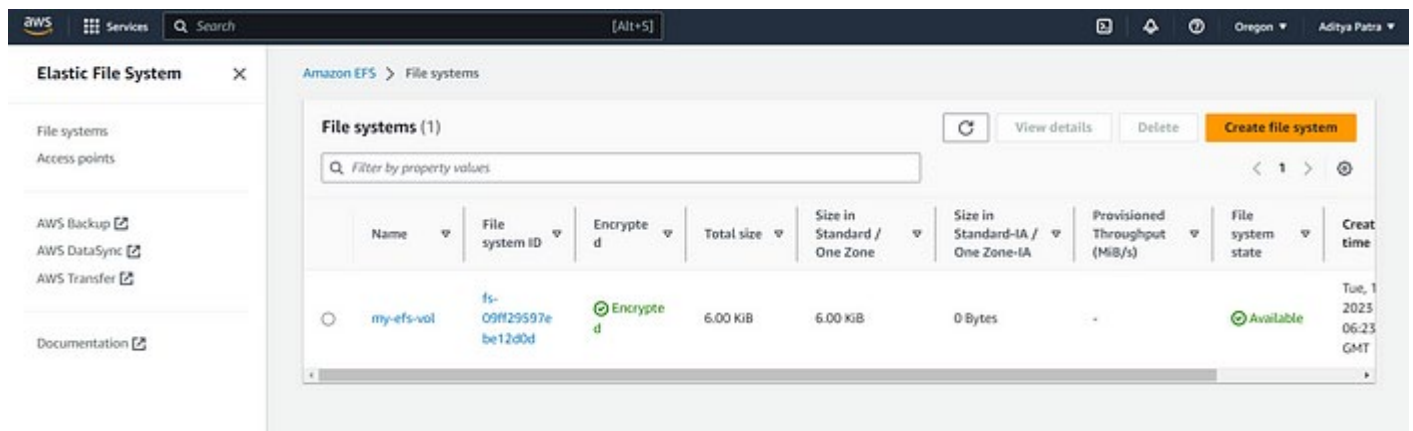 aws Services Search [Alt+S] Oregon Aditya Patra
Elastic File System
File systems
Access points
AWS Backup
AWS DataSync
AWS Transfer
Documentation
Amazon EFS > File systems
File systems (1)
View details
Delete
Create file system
Filter by property values
< 1 >
Name
File
system ID
Encrypte
d
Total size
Size in
Standard /
One Zone
Size in
Standard-IA /
One Zone-IA
Provisioned
Throughput
(MiB/s)
File
system
state
Creat
time
my-efs-vol
fs-
09ff29597e
be12d0d
Encrypte
d
6.00 KiB
6.00 KiB
0 Bytes
-
Available
Tue, 1
2023
06:23
GMT